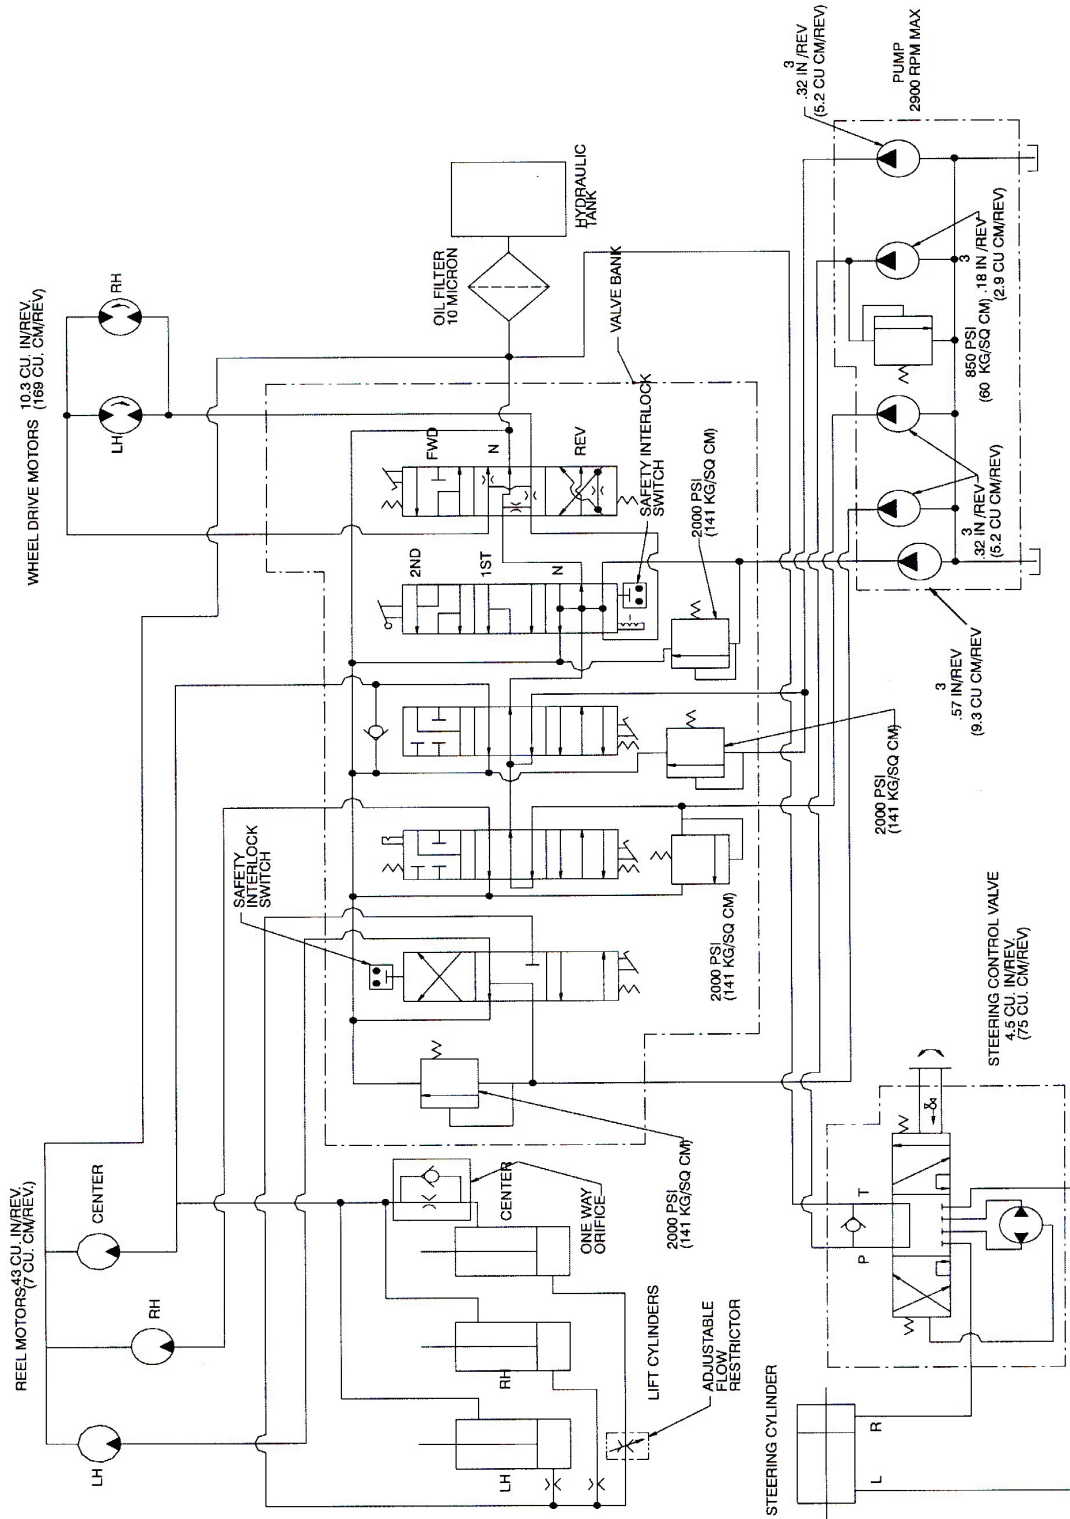 WHEEL DRIVE MOTORS 10.3 CU. IN/REV.
(169 CU. CM/REV)
LH
RH
REEL MOTORS .43 CU. IN/REV.
(7 CU. CM/REV.)
LH
RH
CENTER
OIL FILTER
10 MICRON
HYDRAULIC
TANK
VALVE BANK
FWD
N
REV
SAFETY INTERLOCK
SWITCH
2ND
1ST
N
2000 PSI
(141 KG/SQ CM)
2000 PSI
(141 KG/SQ CM)
2000 PSI
(141 KG/SQ CM)
2000 PSI
(141 KG/SQ CM)
SAFETY
INTERLOCK
SWITCH
CENTER
ONE WAY
ORIFICE
RH
LH
LIFT CYLINDERS
ADJUSTABLE
FLOW
RESTRICTOR
3
.32 IN /REV
(5.2 CU CM/REV)
PUMP
2900 RPM MAX
3
.18 IN /REV
(2.9 CU CM/REV)
850 PSI
(60 KG/SQ CM)
3
.32 IN /REV
(5.2 CU CM/REV)
3
.57 IN/REV
(9.3 CU CM/REV
STEERING CONTROL VALVE
4.5 CU. IN/REV.
(75 CU. CM/REV)
P
T
STEERING CYLINDER
L
R